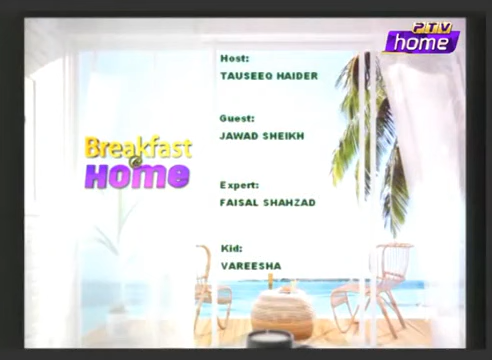 PTV
home
Host:
TAUSEEQ HAIDER
Guest:
JAWAD SHEIKH
Breakfast
@
Home
Expert:
FAISAL SHAHZAD
Kid:
VAREESHA